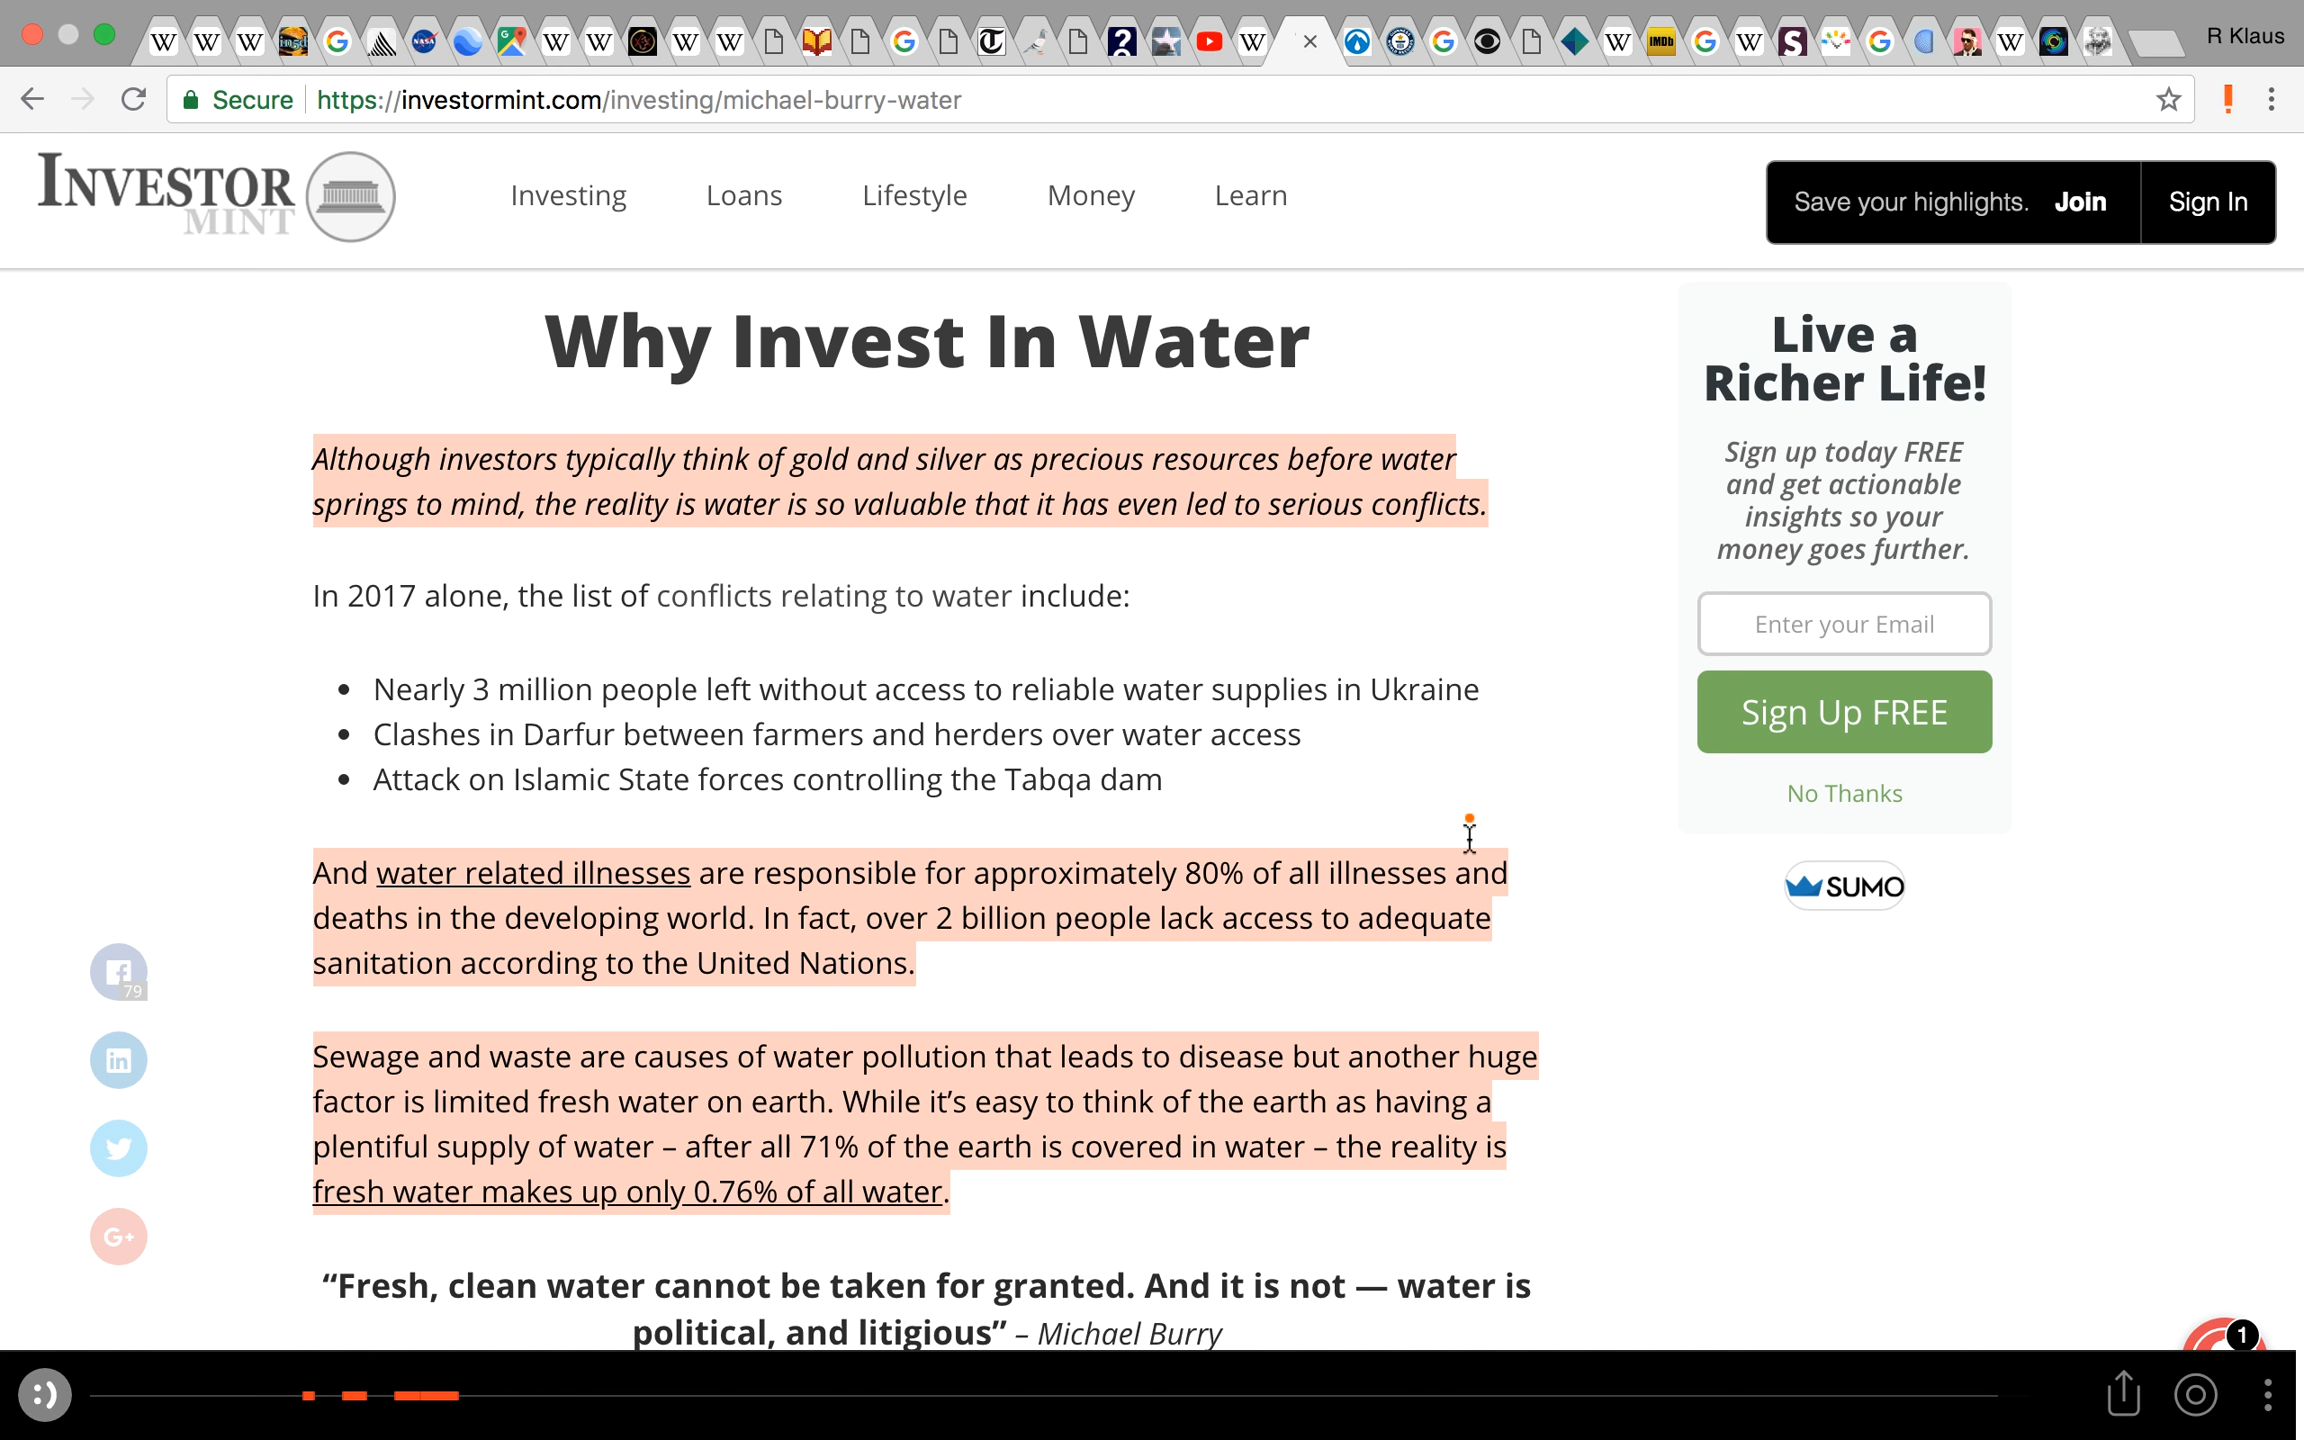 R Klaus
Secure https://investormint.com/investing/michael-burry-water
INVESTOR
MINT
Investing Loans Lifestyle Money Learn
Save your highlights. Join Sign In
Why Invest In Water
Although investors typically think of gold and silver as precious resources before water
springs to mind, the reality is water is so valuable that it has even led to serious conflicts.
In 2017 alone, the list of conflicts relating to water include:
• Nearly 3 million people left without access to reliable water supplies in Ukraine
• Clashes in Darfur between farmers and herders over water access
• Attack on Islamic State forces controlling the Tabqa dam
And water related illnesses are responsible for approximately 80% of all illnesses and
deaths in the developing world. In fact, over 2 billion people lack access to adequate
sanitation according to the United Nations.
Sewage and waste are causes of water pollution that leads to disease but another huge
factor is limited fresh water on earth. While it’s easy to think of the earth as having a
plentiful supply of water – after all 71% of the earth is covered in water – the reality is
fresh water makes up only 0.76% of all water.
“Fresh, clean water cannot be taken for granted. And it is not — water is
political, and litigious” – Michael Burry
Live a
Richer Life!
Sign up today FREE
and get actionable
insights so your
money goes further.
Enter your Email
Sign Up FREE
No Thanks
SUMO
79
in
G+
1
:)